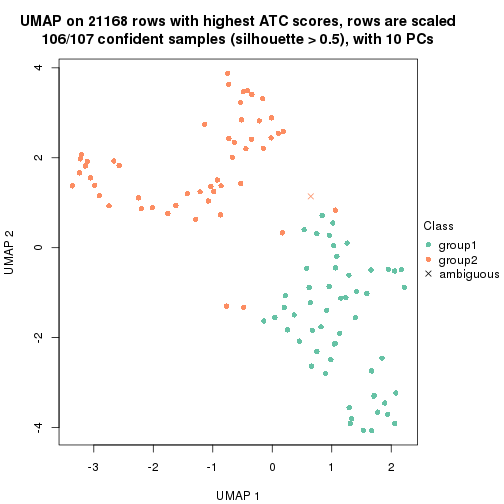 UMAP on 21168 rows with highest ATC scores, rows are scaled
106/107 confident samples (silhouette > 0.5), with 10 PCs
4
2
0
-2
-4
UMAP 2
-3
-2
-1
0
1
2
UMAP 1
Class
group1
group2
ambiguous